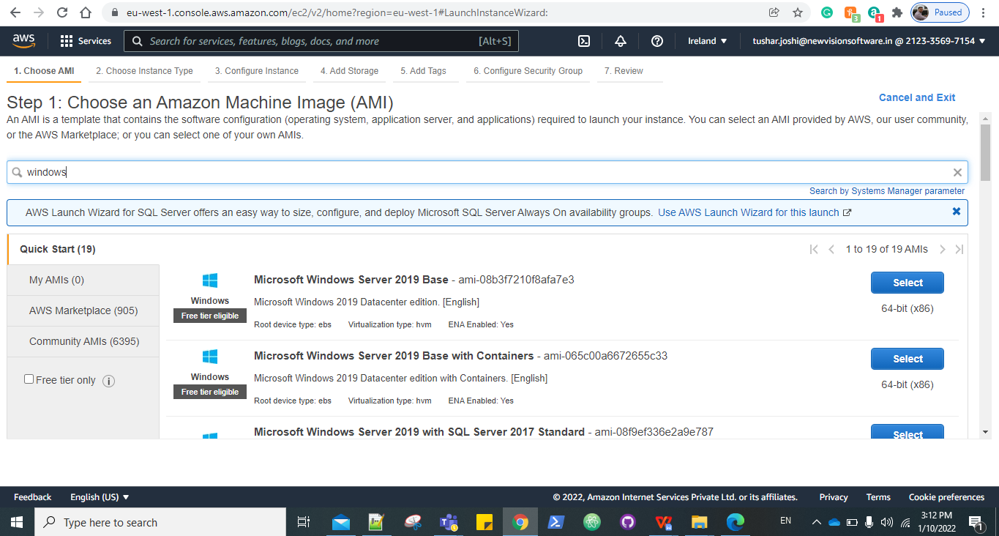 eu-west-1.console.aws.amazon.com/ec2/v2/home?region=eu-west-1#LaunchInstanceWizard:
3
1
Paused
aws
Services
Search for services, features, blogs, docs, and more
[Alt+S]
Ireland
tushar.joshi@newvisionsoftware.in @ 2123-3569-7154
1. Choose AMI
2. Choose Instance Type
3. Configure Instance
4. Add Storage
5. Add Tags
6. Configure Security Group
7. Review
Step 1: Choose an Amazon Machine Image (AMI)
Cancel and Exit
An AMI is a template that contains the software configuration (operating system, application server, and applications) required to launch your instance. You can select an AMI provided by AWS, our user community,
or the AWS Marketplace; or you can select one of your own AMIs.
windows
Search by Systems Manager parameter
AWS Launch Wizard for SQL Server offers an easy way to size, configure, and deploy Microsoft SQL Server Always On availability groups. Use AWS Launch Wizard for this launch
Quick Start (19)
1 to 19 of 19 AMIs
My AMIs (0)
AWS Marketplace (905)
Community AMIs (6395)
Free tier only
Windows
Free tier eligible
Microsoft Windows Server 2019 Base - ami-08b3f7210f8afa7e3
Microsoft Windows 2019 Datacenter edition. [English]
Root device type: ebs Virtualization type: hvm ENA Enabled: Yes
Select
64-bit (x86)
Windows
Free tier eligible
Microsoft Windows Server 2019 Base with Containers - ami-065c00a6672655c33
Microsoft Windows 2019 Datacenter edition with Containers. [English]
Root device type: ebs Virtualization type: hvm ENA Enabled: Yes
Select
64-bit (x86)
Microsoft Windows Server 2019 with SQL Server 2017 Standard - ami-08f9ef336e2a9e787
Select
Feedback
English (US)
© 2022, Amazon Internet Services Private Ltd. or its affiliates.
Privacy
Terms
Cookie preferences
Type here to search
EN
3:12 PM
1/10/2022
1